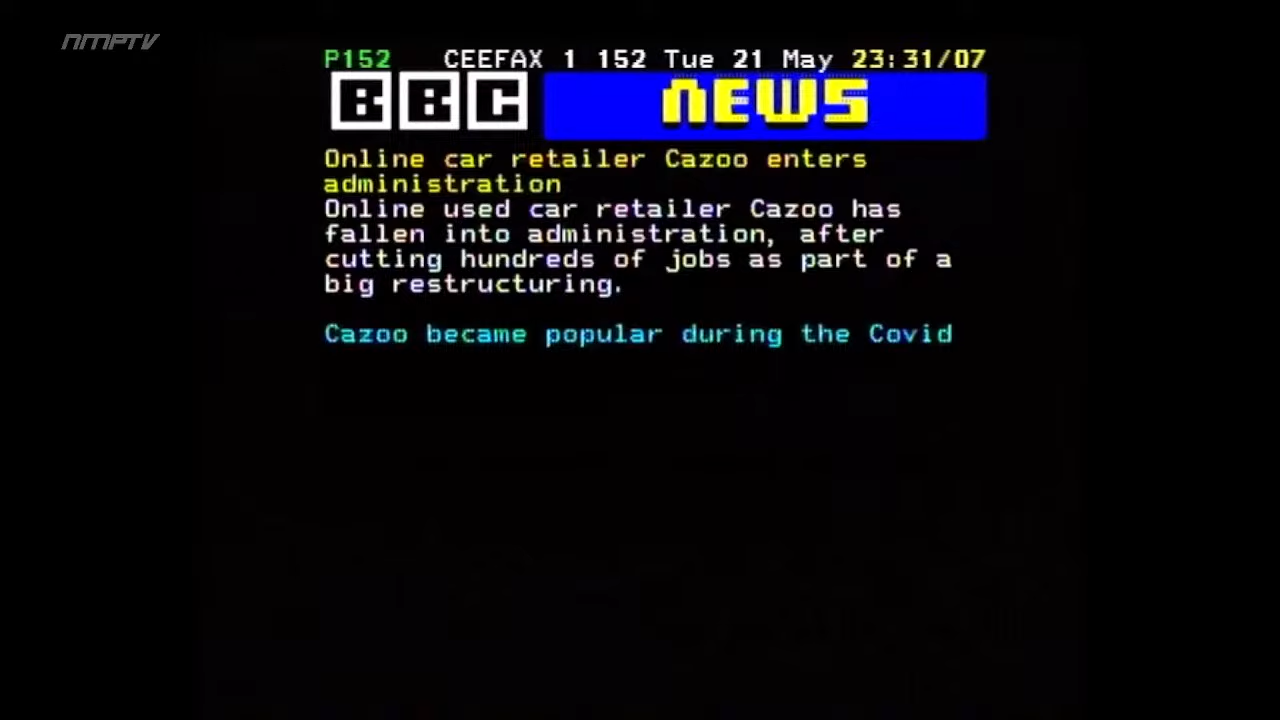 NMPTV
P152 CEEFAX 1 152 Tue 21 May 23:31/07
BBC NEWS
Online car retailer Cazoo enters
administration
Online used car retailer Cazoo has
fallen into administration, after
cutting hundreds of jobs as part of a
big restructuring.
Cazoo became popular during the Covid